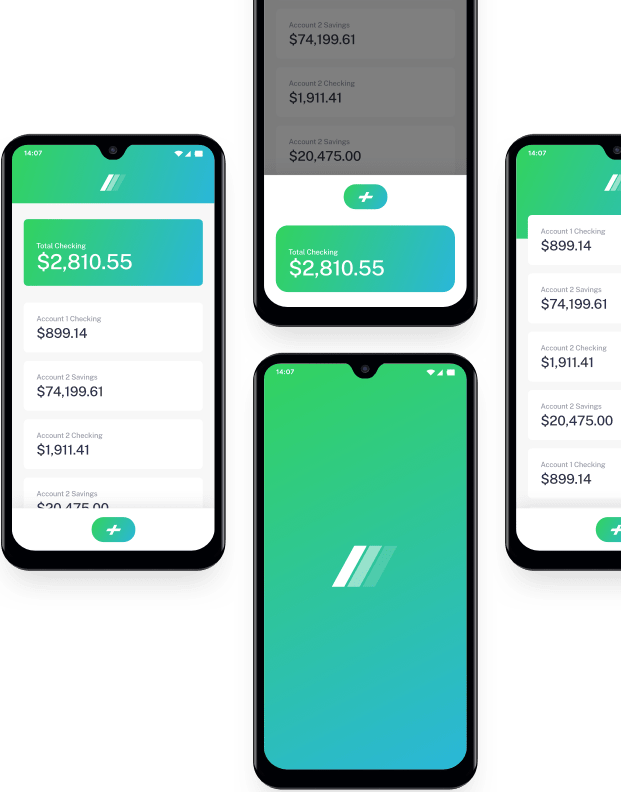 14:07
Total Checking
$2,810.55
Account 1 Checking
$899.14
Account 2 Savings
$74,199.61
Account 2 Checking
$1,911.41
Account 2 Savings
$20,475.00
Account 2 Savings
$74,199.61
Account 2 Checking
$1,911.41
Account 2 Savings
$20,475.00
Total Checking
$2,810.55
14:07
14:07
Account 1 Checking
$899.14
Account 2 Savings
$74,199.61
Account 2 Checking
$1,911.41
Account 2 Savings
$20,475.00
Account 1 Checking
$899.14